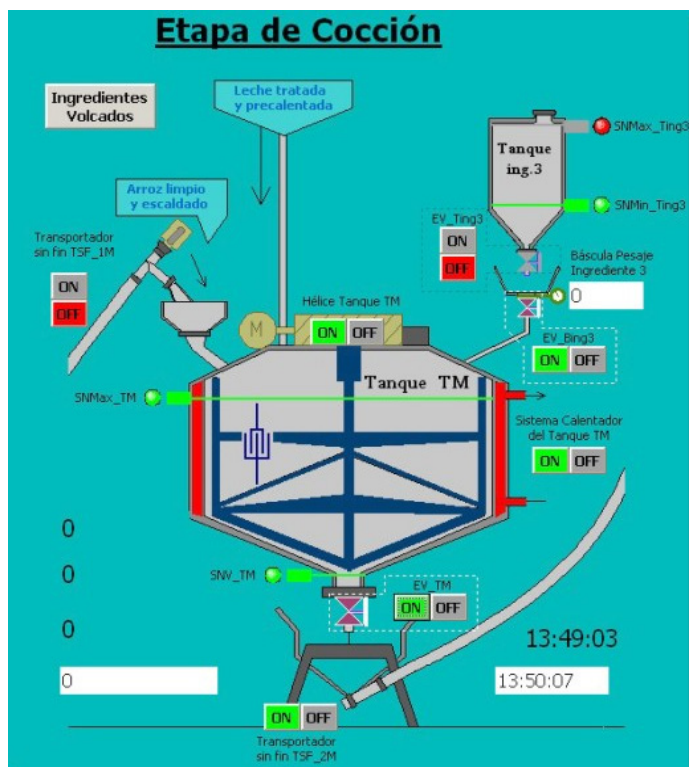 Etapa de Cocción
Ingredientes
Volcados
Leche tratada
y precalentada
SNMax_Ting3
Tanque
ing.3
Arroz limpio
y escaldado
SNMin_Ting3
EV_Ting3
ON
OFF
Transportador
sin fin TSF_1M
ON
OFF
Báscula Pesaje
Ingrediente 3
0
Hélice Tanque TM
M
ON OFF
EV_Bing3
ON OFF
Tanque TM
SNMax_TM
Sistema Calentador
del Tanque TM
ON OFF
0
0
SNV_TM
EV_TM
ON OFF
0
13:49:03
0
13:50:07
ON OFF
Transportador
sin fin TSF_2M